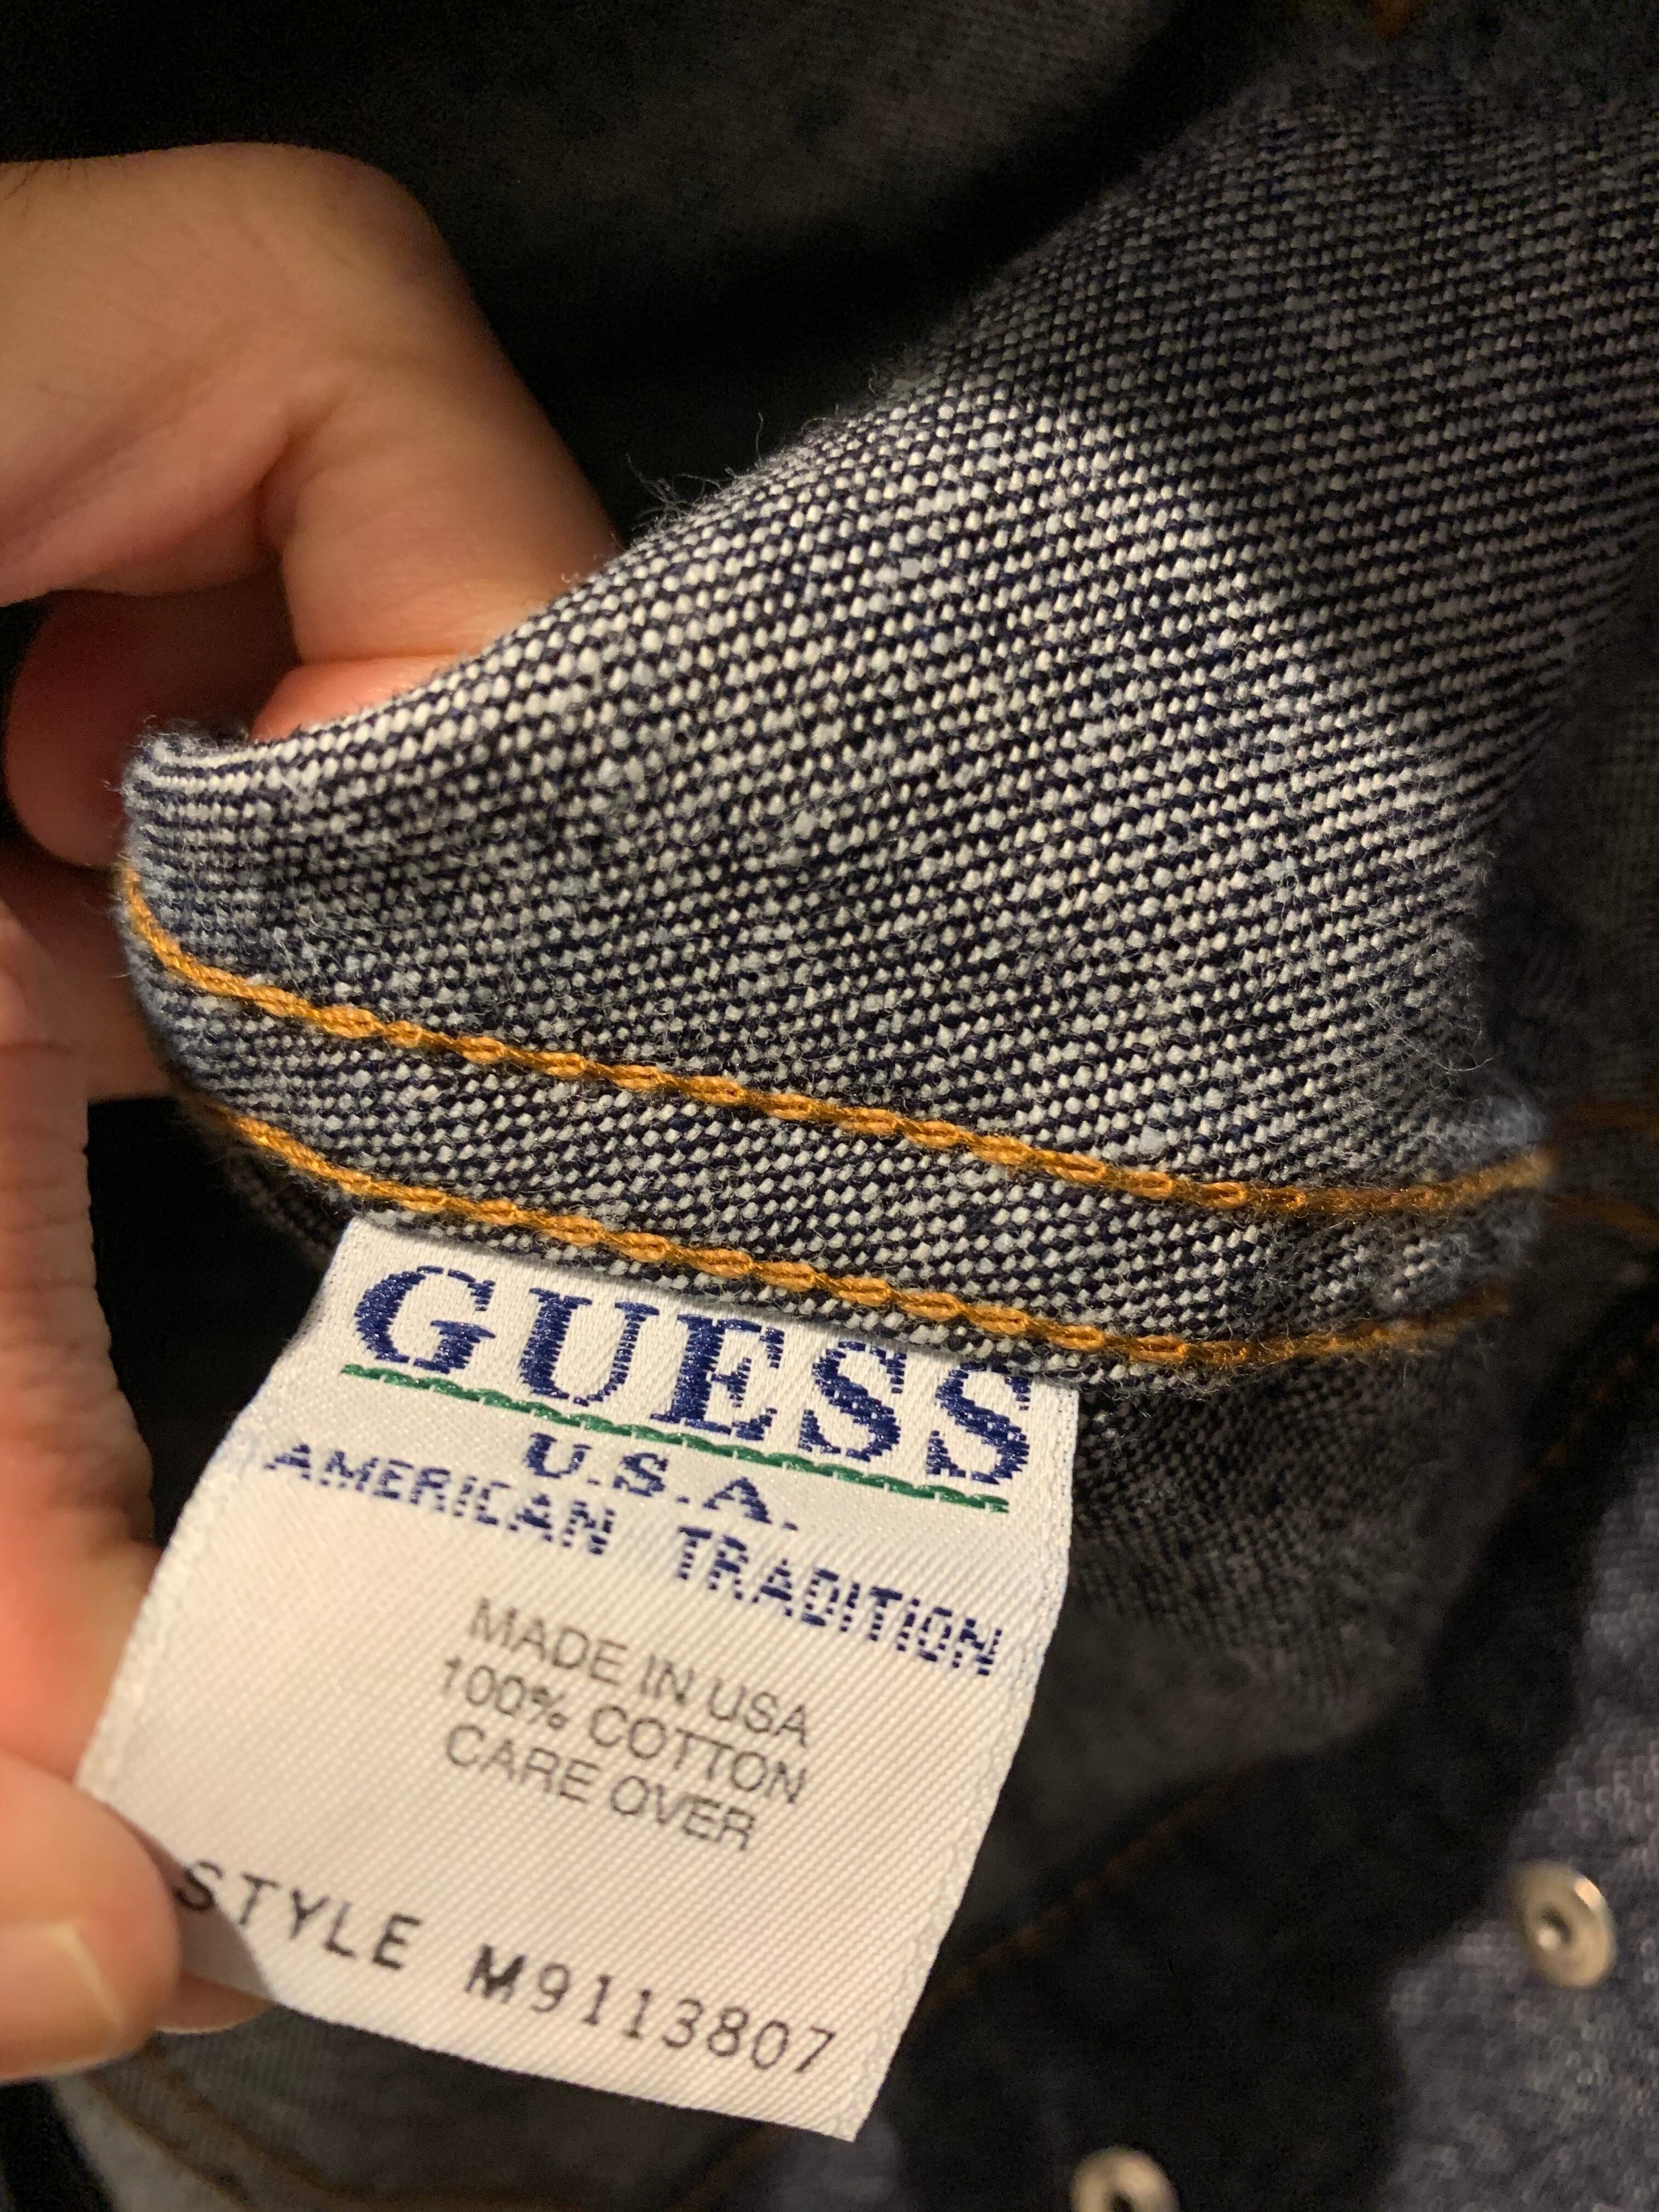 GUESS
U.S.A.
AMERICAN TRADITION
MADE IN USA
100% COTTON
CARE OVER
STYLE M9113807